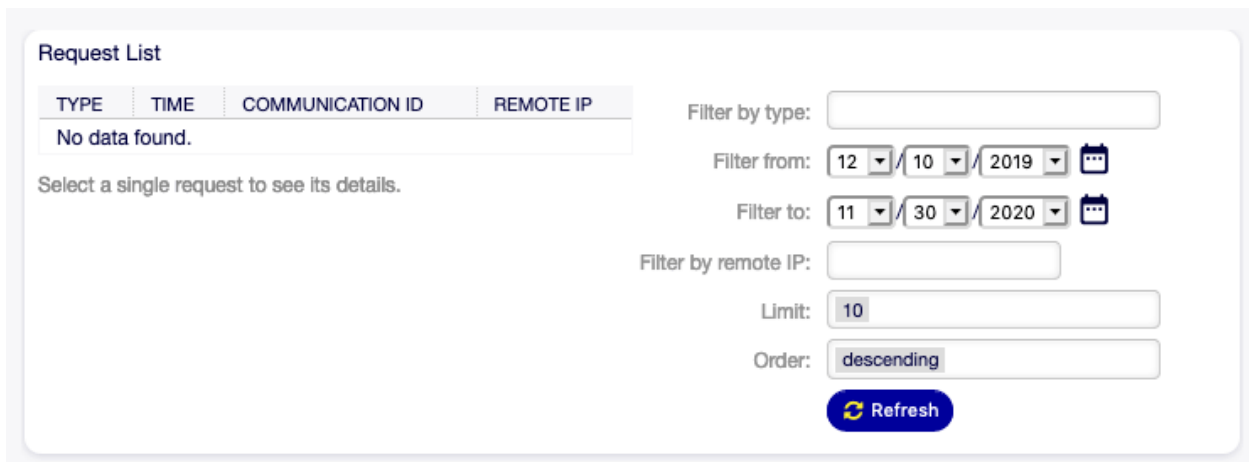 Request List
TYPE TIME COMMUNICATION ID REMOTE IP
No data found.
Select a single request to see its details.
Filter by type:
Filter from: 12 / 10 / 2019
Filter to: 11 / 30 / 2020
Filter by remote IP:
Limit: 10
Order: descending
Refresh